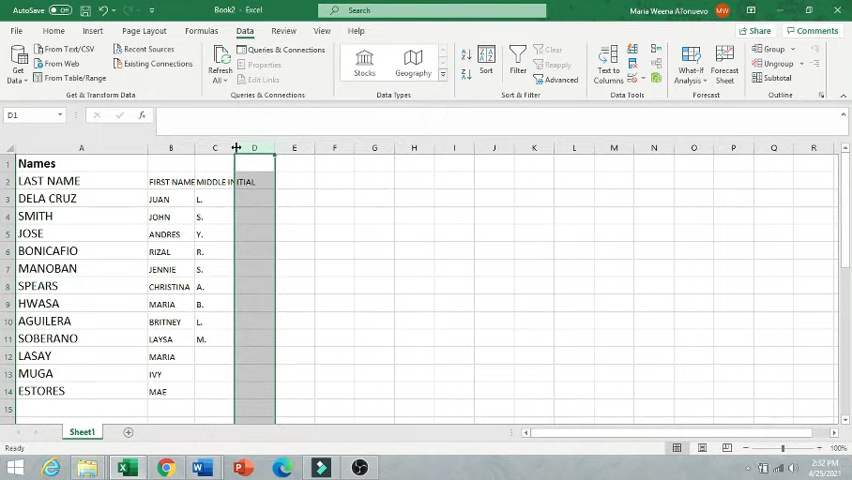 AutoSave Off Book2 - Excel Search Maria Weena A?onuevo MW
File Home Insert Page Layout Formulas Data Review View Help Share Comments
From Text/CSV Recent Sources Queries & Connections Clear Group
From Web Existing Connections Properties Reapply Ungroup
From Table/Range Edit Links Advanced Subtotal
Get Data Refresh All Stocks Geography Sort Filter Text to Columns What-If Analysis Forecast Sheet
Get & Transform Data Queries & Connections Data Types Sort & Filter Data Tools Forecast Outline
D1 fx
A B C D E F G H I J K L M N O P Q R
1 Names
2 LAST NAME FIRST NAME MIDDLE INITIAL
3 DELA CRUZ JUAN L.
4 SMITH JOHN S.
5 JOSE ANDRES Y.
6 BONICAFIO RIZAL R.
7 MANOBAN JENNIE S.
8 SPEARS CHRISTINA A.
9 HWASA MARIA B.
10 AGUILERA BRITNEY L.
11 SOBERANO LAYSA M.
12 LASAY MARIA
13 MUGA IVY
14 ESTORES MAE
15
Sheet1
Ready 100%
2:32 PM
4/25/2021